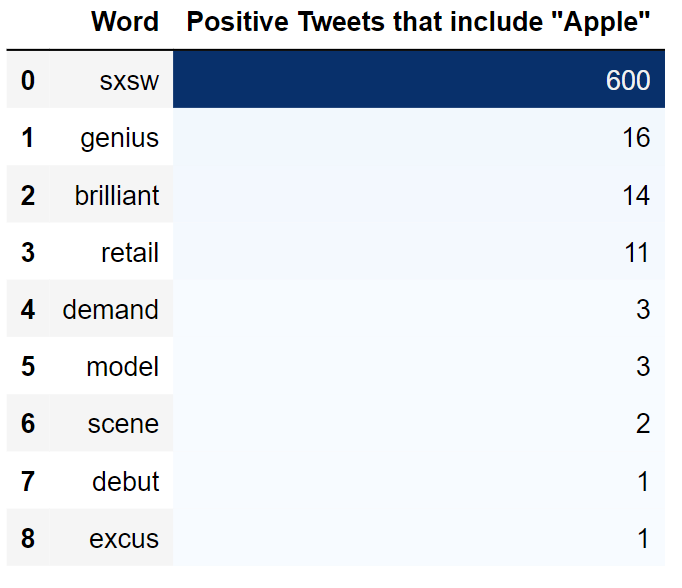 Word Positive Tweets that include "Apple"
0 sxsw 600
1 genius 16
2 brilliant 14
3 retail 11
4 demand 3
5 model 3
6 scene 2
7 debut 1
8 excus 1